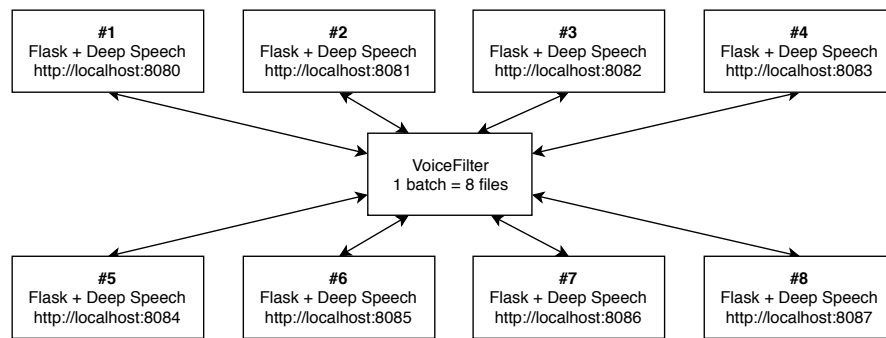 #1
Flask + Deep Speech
http://localhost:8080
#2
Flask + Deep Speech
http://localhost:8081
#3
Flask + Deep Speech
http://localhost:8082
#4
Flask + Deep Speech
http://localhost:8083
VoiceFilter
1 batch = 8 files
#5
Flask + Deep Speech
http://localhost:8084
#6
Flask + Deep Speech
http://localhost:8085
#7
Flask + Deep Speech
http://localhost:8086
#8
Flask + Deep Speech
http://localhost:8087